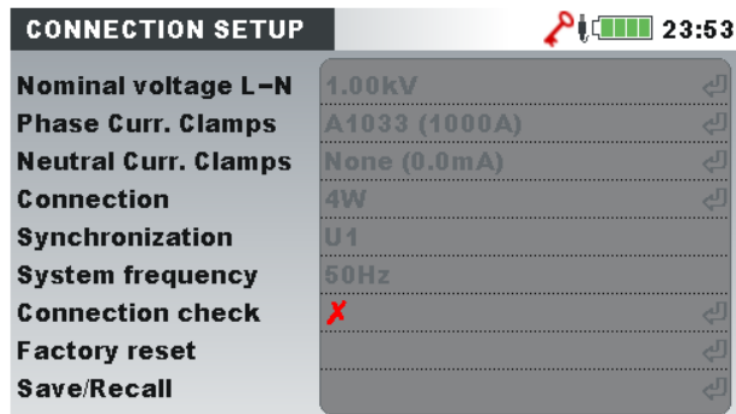 CONNECTION SETUP 23:53
Nominal voltage L-N 1.00kV
Phase Curr. Clamps A1033 (1000A)
Neutral Curr. Clamps None (0.0mA)
Connection 4W
Synchronization U1
System frequency 50Hz
Connection check ✗
Factory reset
Save/Recall